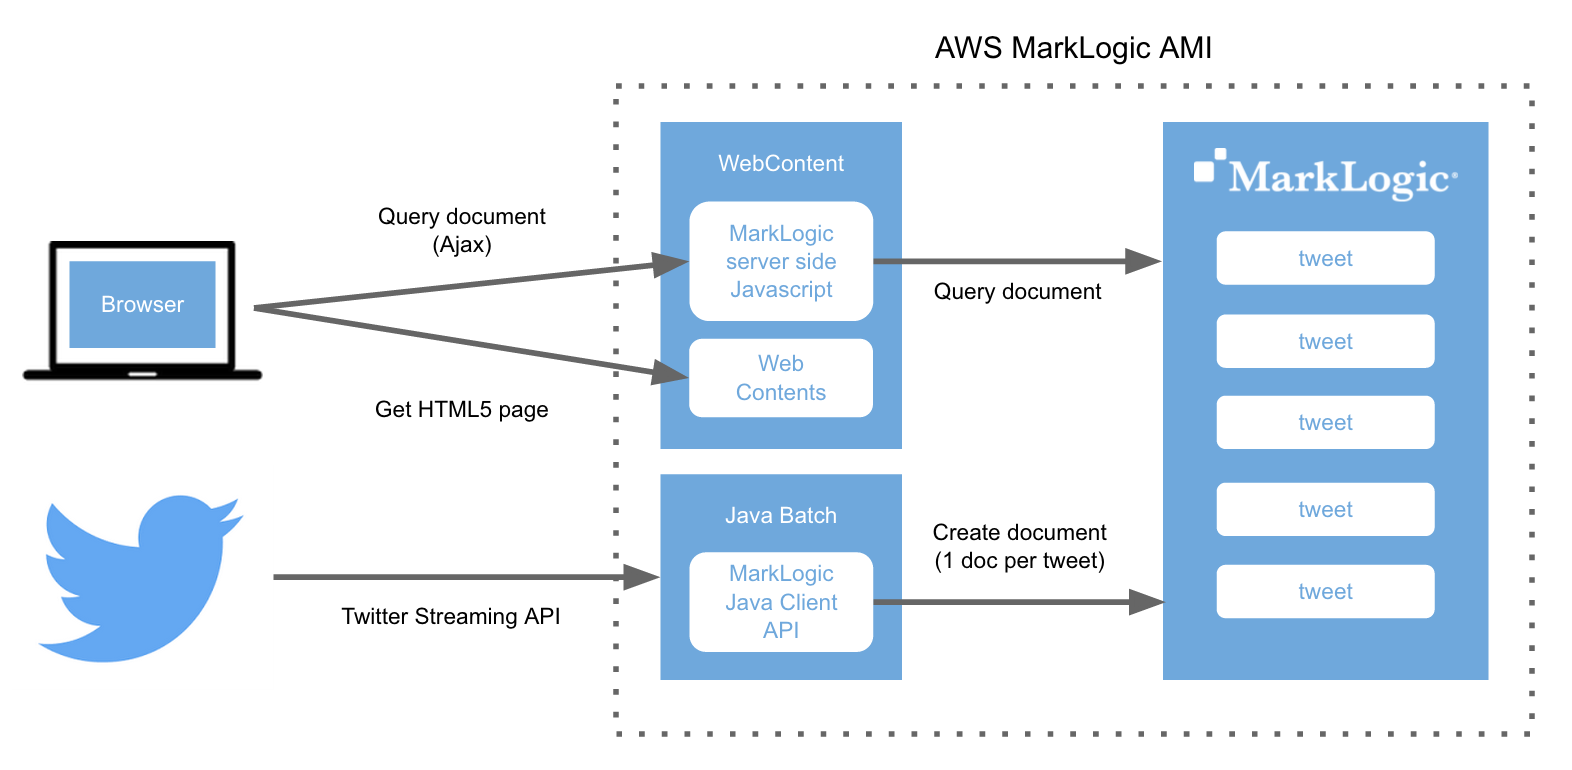 AWS MarkLogic AMI
WebContent
MarkLogic
Query document
(Ajax)
MarkLogic
server side
Javascript
Query document
Browser
Web
Contents
Get HTML5 page
tweet
tweet
tweet
tweet
tweet
Java Batch
Create document
(1 doc per tweet)
MarkLogic
Java Client
API
Twitter Streaming API